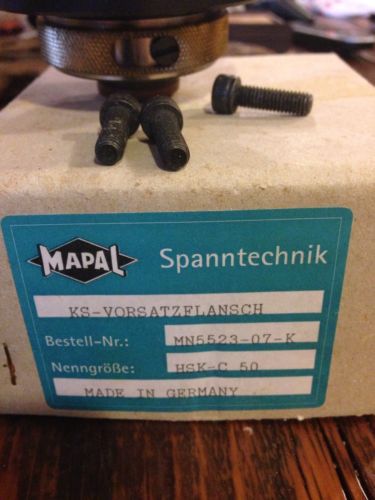 MAPAL Spanntechnik
KS-VORSATZFLANSCH
Bestell-Nr.: MN5523-07-K
Nenngröße: HSK-C 50
MADE IN GERMANY